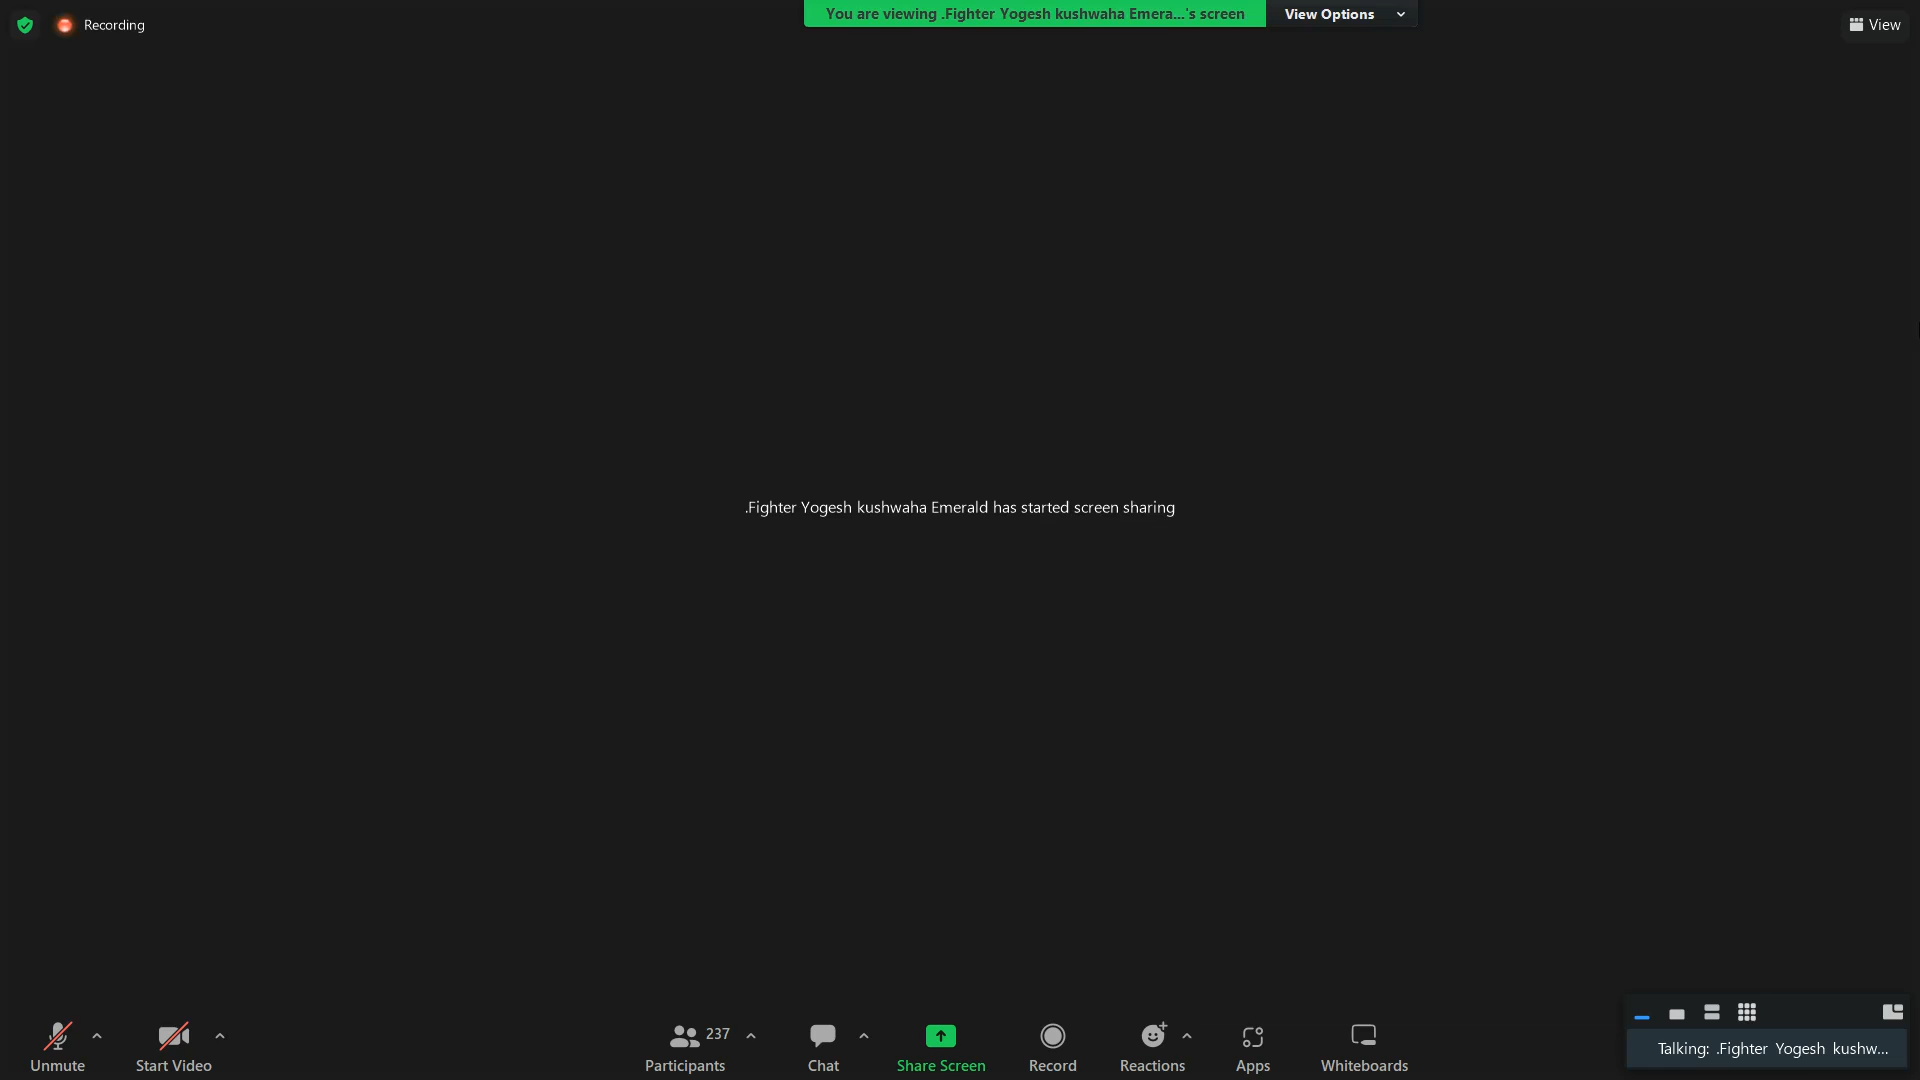 Recording
You are viewing .Fighter Yogesh kushwaha Emera...'s screen
View Options
View
.Fighter Yogesh kushwaha Emerald has started screen sharing
Talking: .Fighter Yogesh kushw...
Unmute
Start Video
237
Participants
Chat
Share Screen
Record
Reactions
Apps
Whiteboards